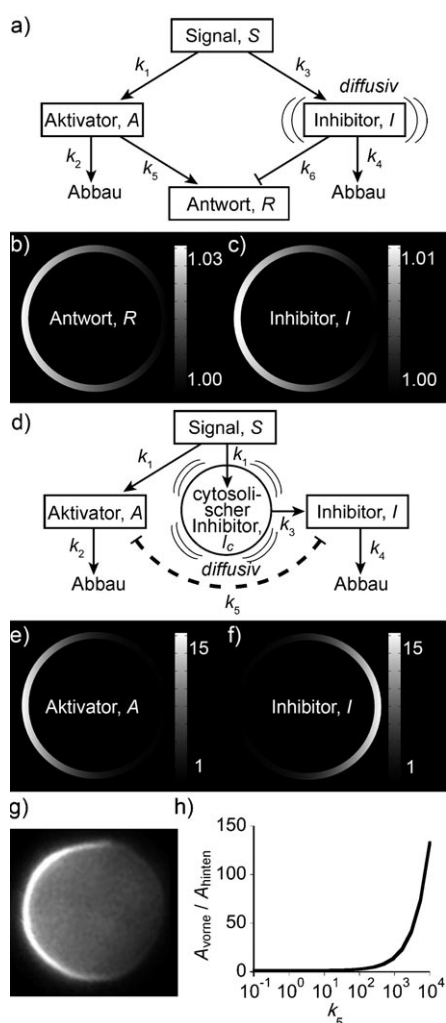 a)
Signal, S
k1
k3
diffusiv
Aktivator, A
Inhibitor, I
k2
k5
k6
k4
Abbau
Abbau
Antwort, R
b)
1.03
Antwort, R
1.00
c)
1.01
Inhibitor, I
1.00
d)
Signal, S
k1
k1
Aktivator, A
cytosoli-
scher
Inhibitor,
Ic
k3
Inhibitor, I
k2
diffusiv
k4
Abbau
Abbau
k5
e)
15
Aktivator, A
1
f)
15
Inhibitor, I
1
g)
h)
Avorne / Ahinten
150
100
50
0
10-1 100 101 102 103 104
k5